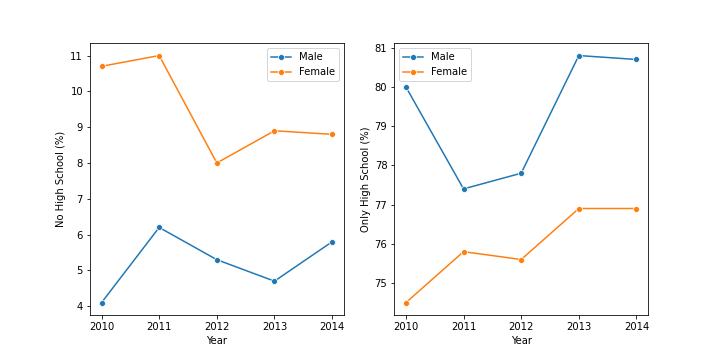 No High School (%)
11
10
9
8
7
6
5
4
2010 2011 2012 2013 2014
Year
Male
Female
Only High School (%)
81
80
79
78
77
76
75
2010 2011 2012 2013 2014
Year
Male
Female